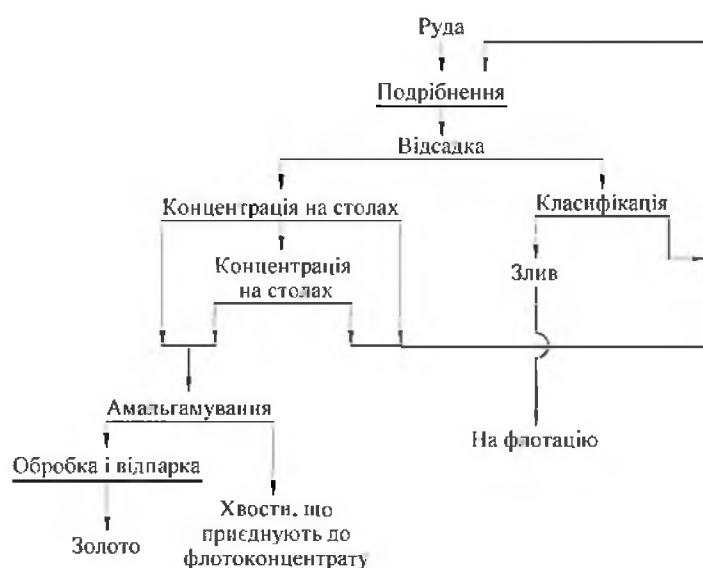 Руда
Подрібнення
Відсадка
Концентрація на столах
Класифікація
Концентрація
на столах
Злив
Амальгамування
На флотацію
Обробка і відпарка
Хвости, що
приєднують до
флотоконцентрату
Золото